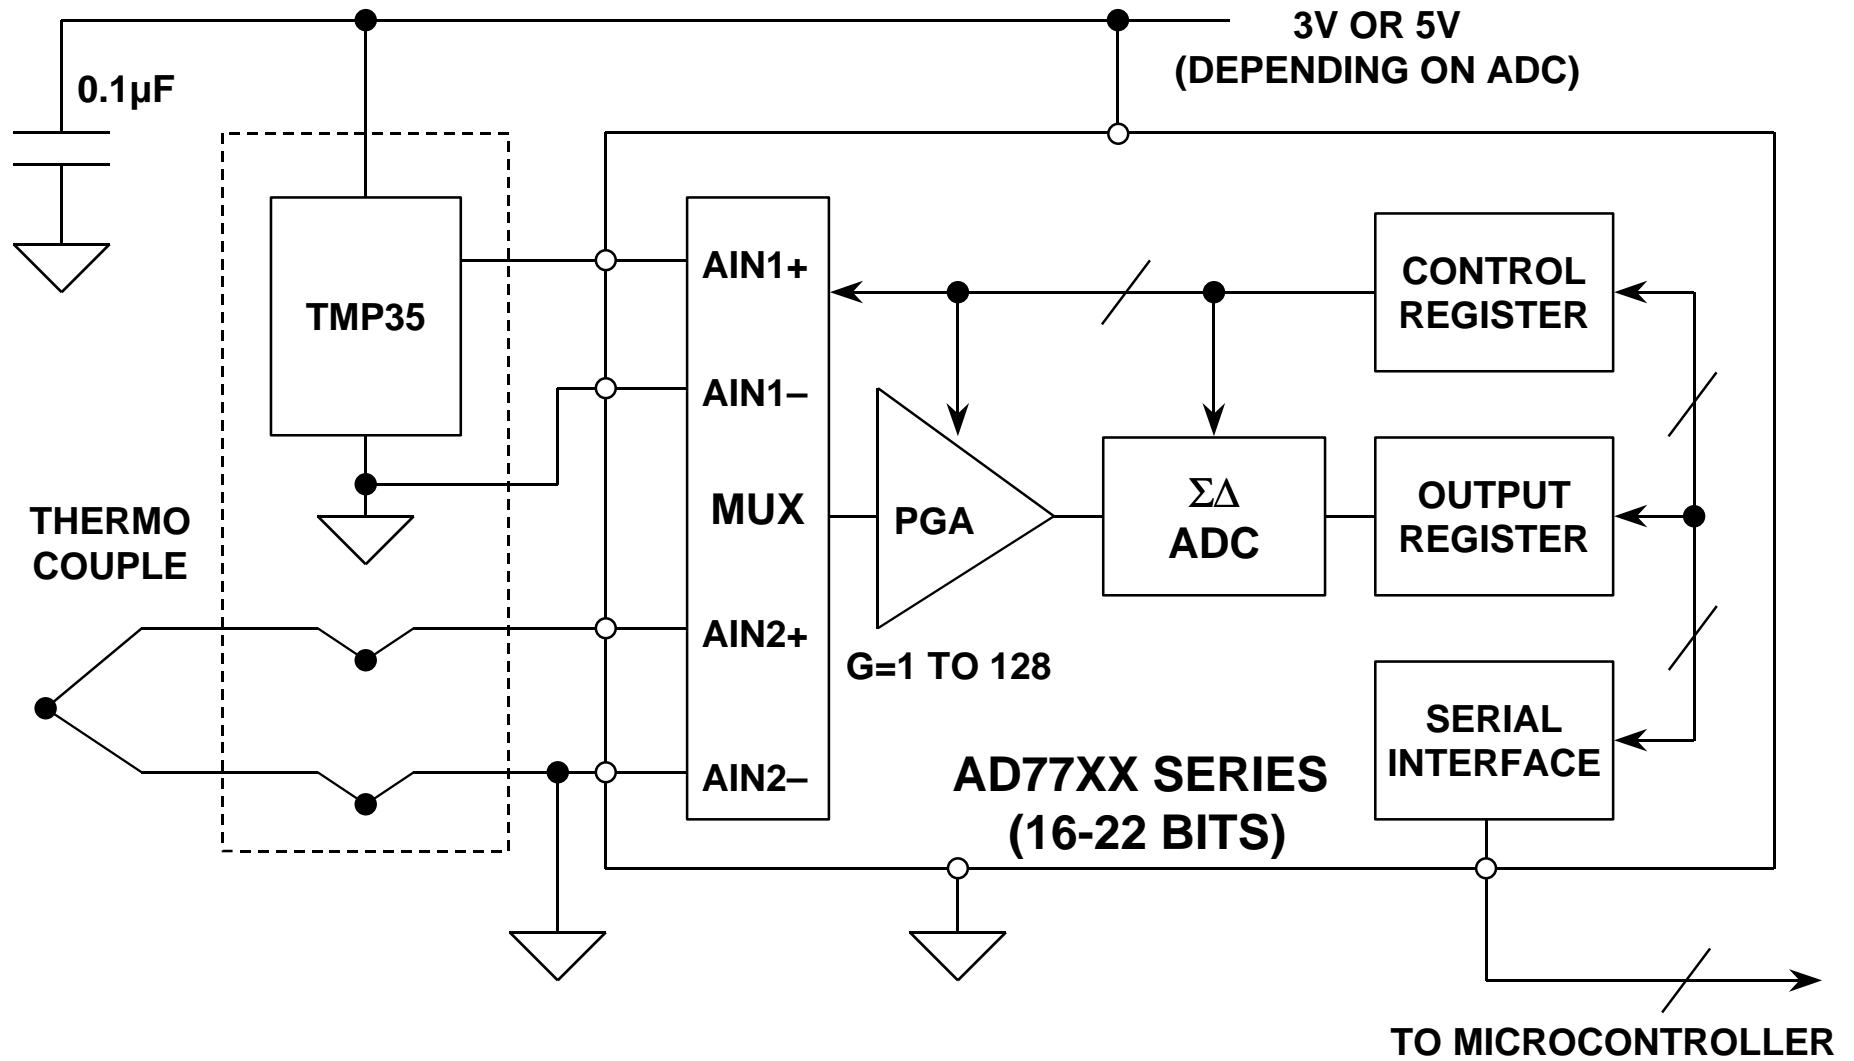 3V OR 5V
(DEPENDING ON ADC)
0.1µF
TMP35
AIN1+
AIN1–
MUX
AIN2+
AIN2–
CONTROL
REGISTER
PGA
ΣΔ
ADC
OUTPUT
REGISTER
THERMO
COUPLE
G=1 TO 128
SERIAL
INTERFACE
AD77XX SERIES
(16-22 BITS)
TO MICROCONTROLLER